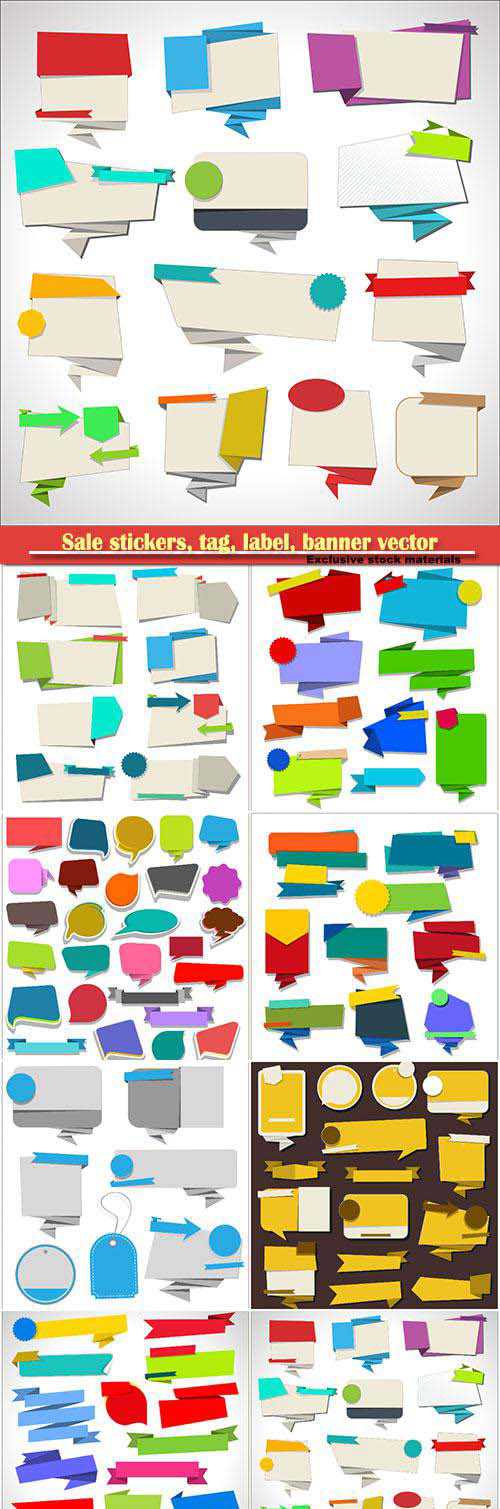 Sale stickers, tag, label, banner vector
Exclusive stock materials